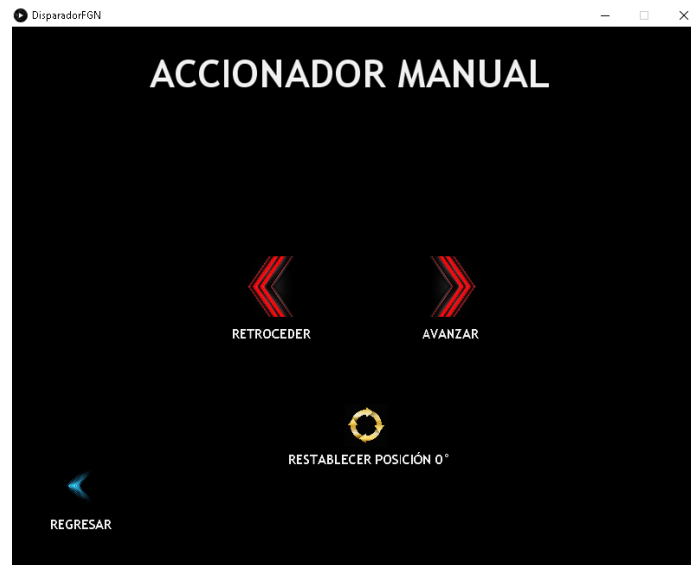 DisparadorFGN
ACCIONADOR MANUAL
RETROCEDER
AVANZAR
RESTABLECER POSICIÓN 0°
REGRESAR